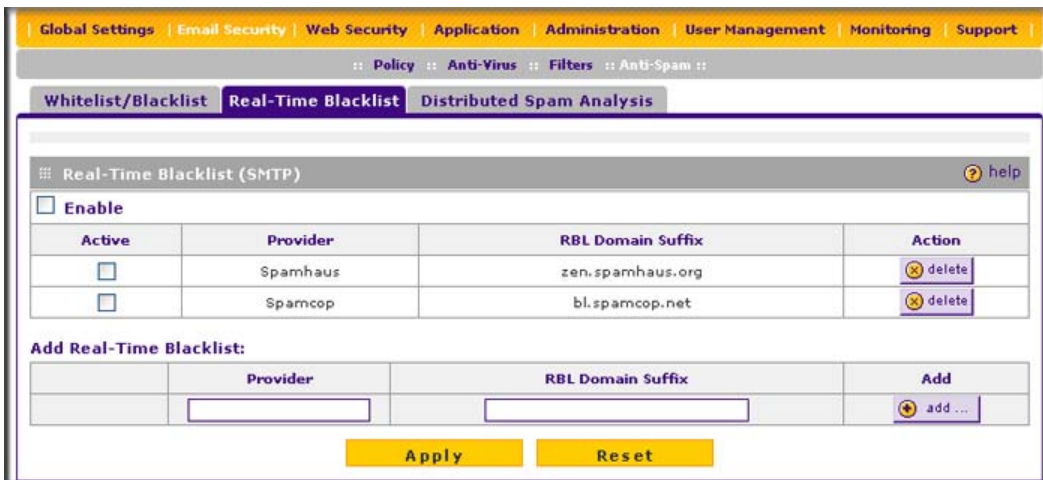 | Global Settings | Email Security | Web Security | Application | Administration | User Management | Monitoring | Support |
:: Policy :: Anti-Virus :: Filters :: Anti-Spam ::
Whitelist/Blacklist Real-Time Blacklist Distributed Spam Analysis
Real-Time Blacklist (SMTP) ? help
Enable
Active Provider RBL Domain Suffix Action
Spamhaus zen.spamhaus.org delete
Spamcop bl.spamcop.net delete
Add Real-Time Blacklist:
Provider RBL Domain Suffix Add
add ...
Apply Reset